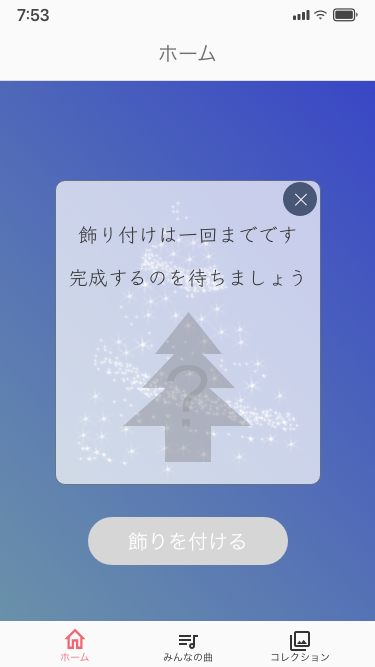 7:53
ホーム
飾り付けは一回までです
完成するのを待ちましょう
?
飾りを付ける
ホーム
みんなの曲
コレクション